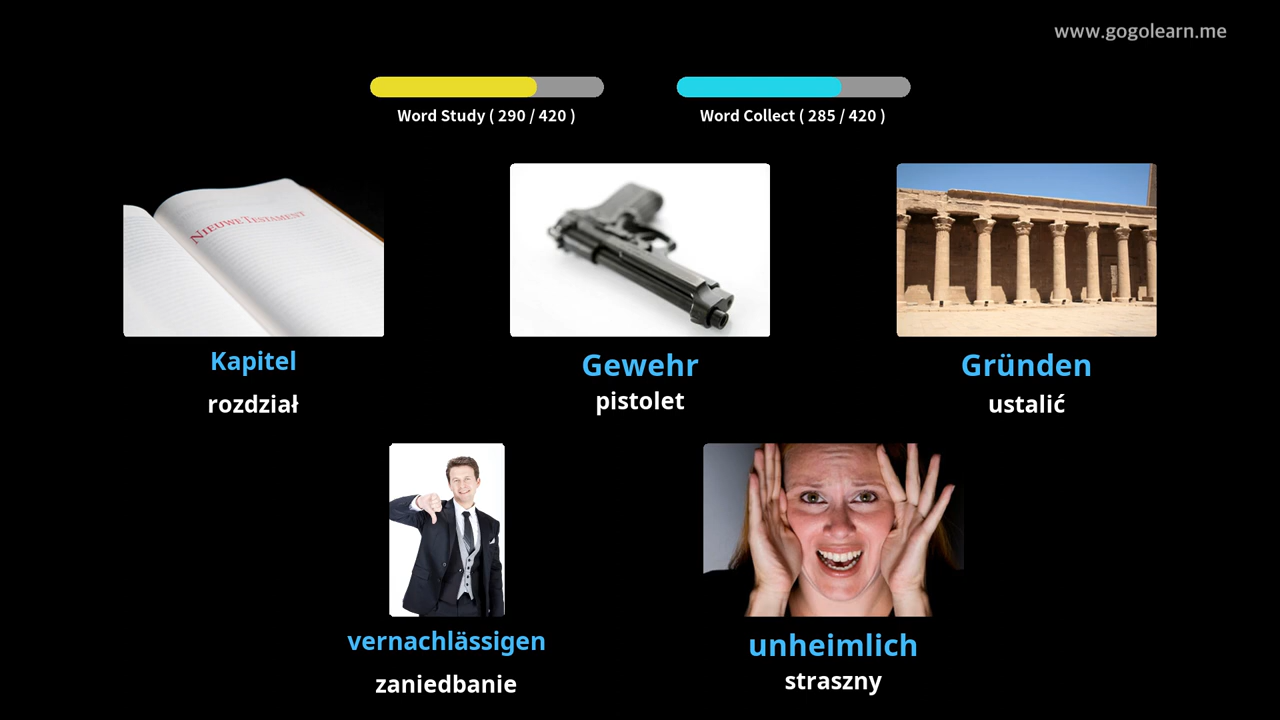 www.gogolearn.me
Word Study ( 290 / 420 )
Word Collect ( 285 / 420 )
NIEUWE TESTAMENT
Kapitel
rozdział
Gewehr
pistolet
Gründen
ustalić
vernachlässigen
zaniedbanie
unheimlich
straszny